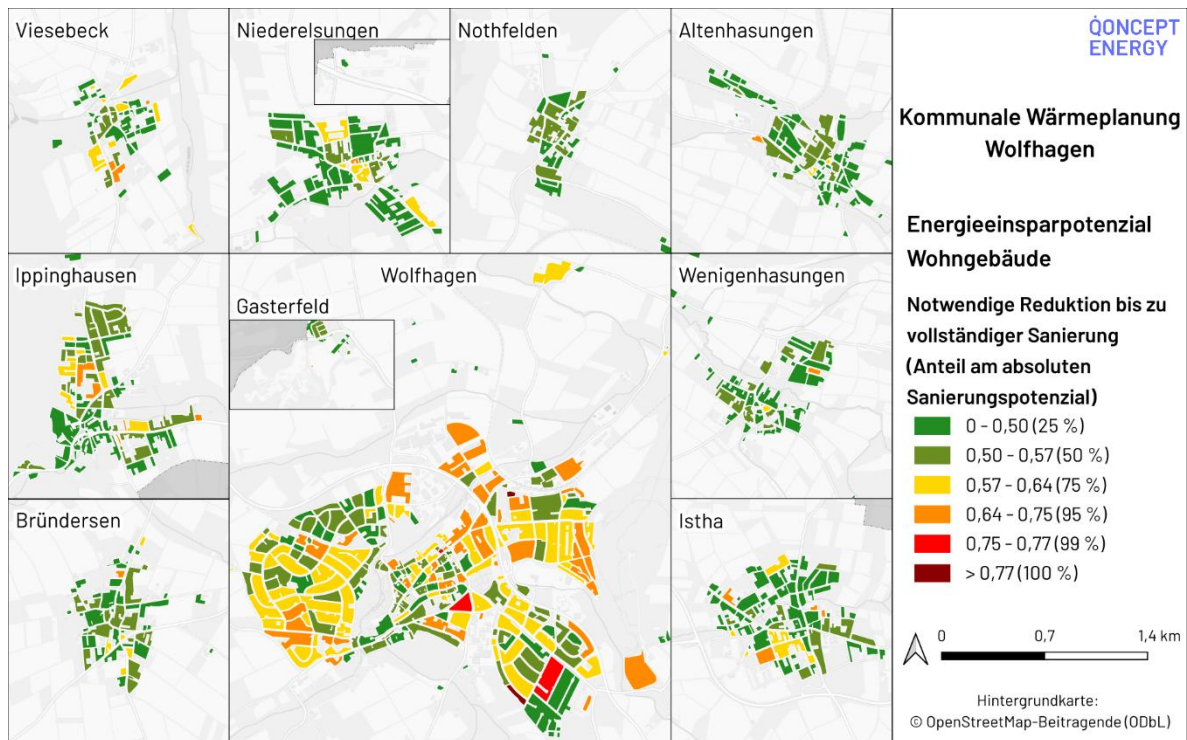 Viesebeck
Niederelsungen
Nothfelden
Altenhasungen
Ippinghausen
Wolfhagen
Gasterfeld
Wenigenhasungen
Bründersen
Istha
QONCEPT
ENERGY
Kommunale Wärmeplanung
Wolfhagen
Energieeinsparpotenzial
Wohngebäude
Notwendige Reduktion bis zu
vollständiger Sanierung
(Anteil am absoluten
Sanierungspotenzial)
0 - 0,50 (25 %)
0,50 - 0,57 (50 %)
0,57 - 0,64 (75 %)
0,64 - 0,75 (95 %)
0,75 - 0,77 (99 %)
> 0,77 (100 %)
0 0,7 1,4 km
Hintergrundkarte:
© OpenStreetMap-Beitragende (ODbL)